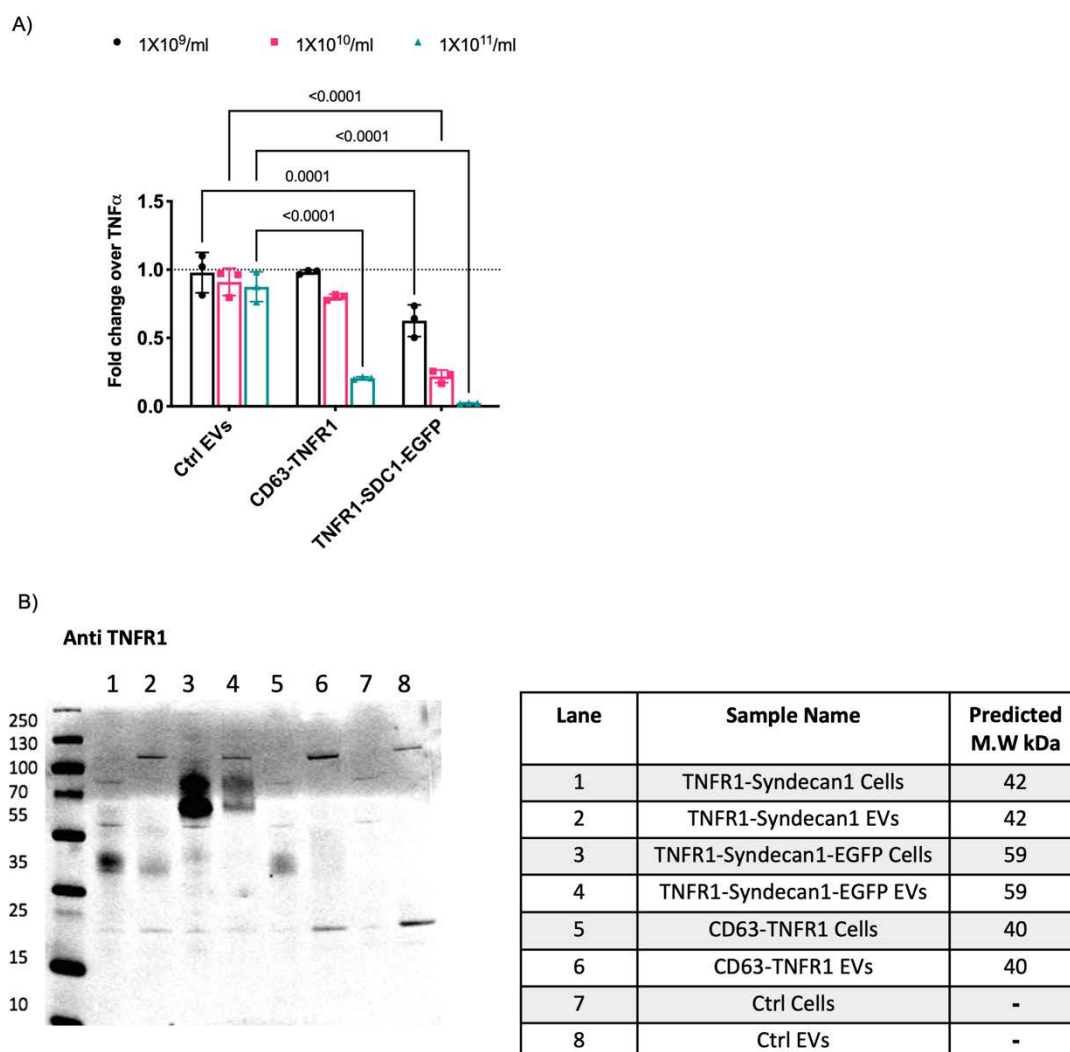 A)
1X10⁹/ml 1X10¹⁰/ml 1X10¹¹/ml
<0.0001
<0.0001
0.0001
<0.0001
Fold change over TNFα
1.5
1.0
0.5
0.0
Ctrl EVs
CD63-TNFR1
TNFR1-SDC1-EGFP
B)
Anti TNFR1
1 2 3 4 5 6 7 8
250
130
100
70
55
35
25
15
10
Lane Sample Name Predicted
M.W kDa
1 TNFR1-Syndecan1 Cells 42
2 TNFR1-Syndecan1 EVs 42
3 TNFR1-Syndecan1-EGFP Cells 59
4 TNFR1-Syndecan1-EGFP EVs 59
5 CD63-TNFR1 Cells 40
6 CD63-TNFR1 EVs 40
7 Ctrl Cells -
8 Ctrl EVs -